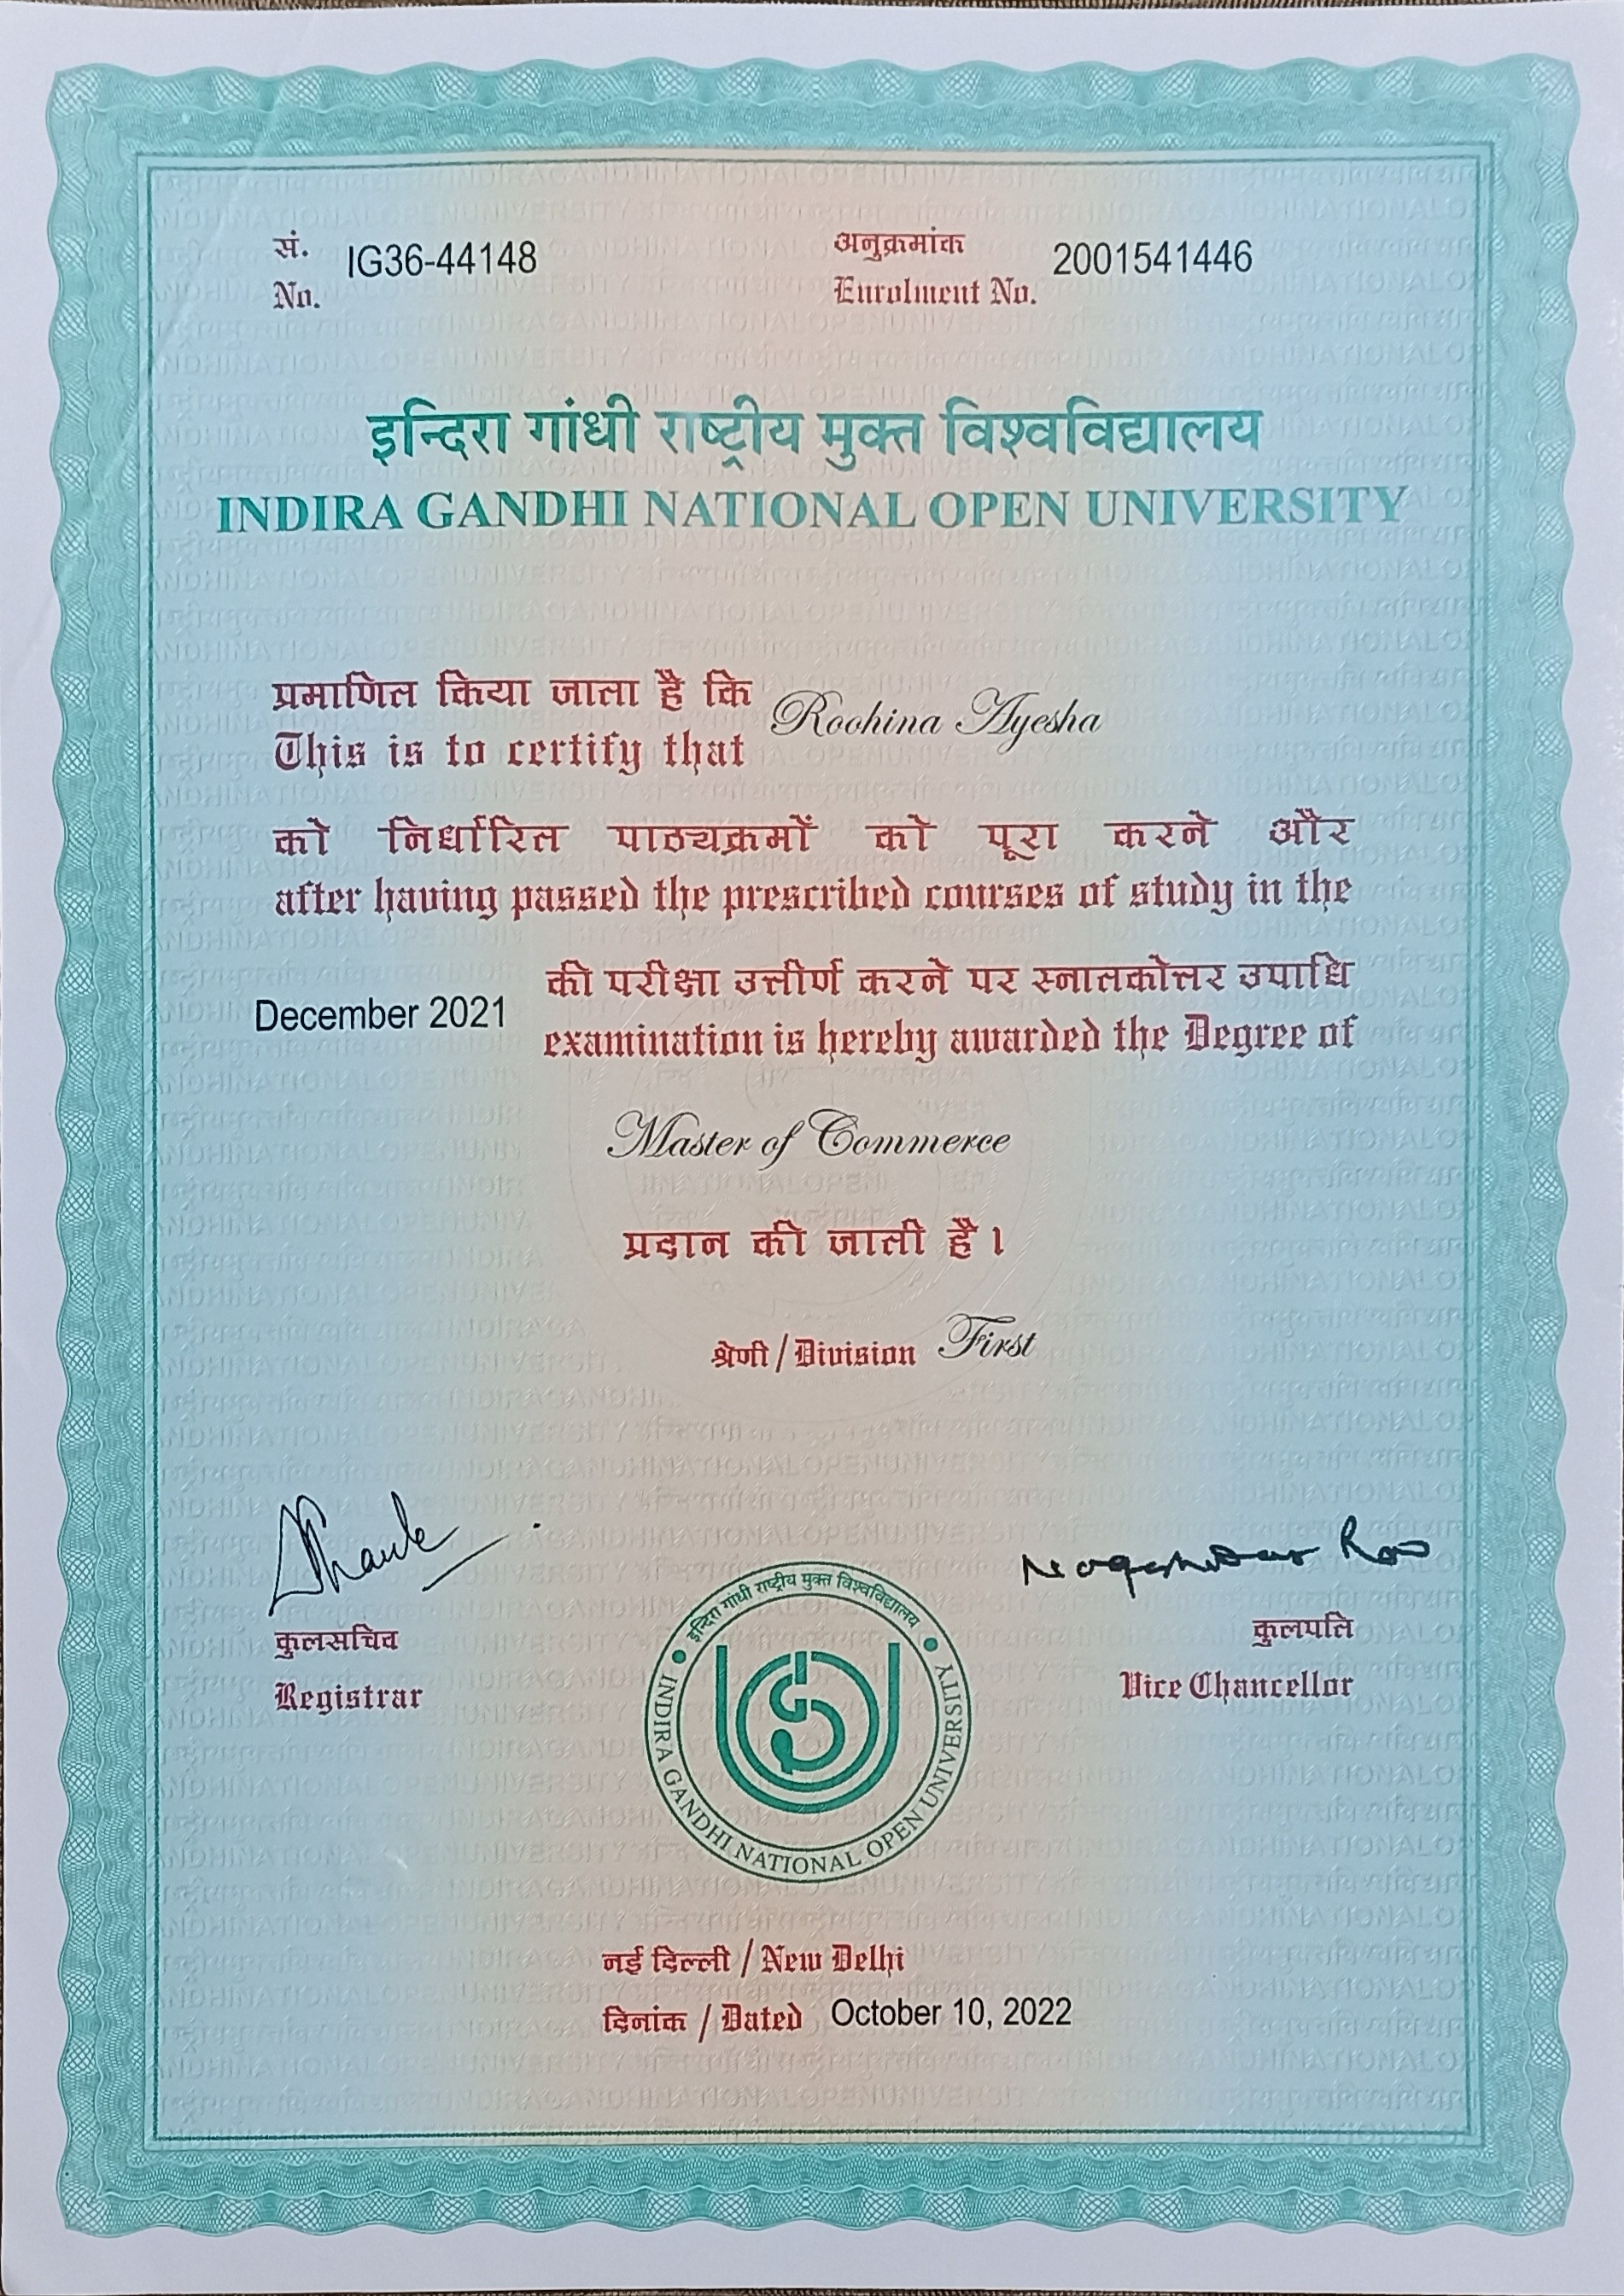 सं.
No.
IG36-44148
अनुक्रमांक
Enrolment No.
2001541446
इन्दिरा गांधी राष्ट्रीय मुक्त विश्वविद्यालय
INDIRA GANDHI NATIONAL OPEN UNIVERSITY
प्रमाणित किया जाता है कि
This is to certify that
Roohina Ayesha
को निर्धारित पाठ्यक्रमों को पूरा करने और
after having passed the prescribed courses of study in the
December 2021
की परीक्षा उत्तीर्ण करने पर स्नातकोत्तर उपाधि
examination is hereby awarded the Degree of
Master of Commerce
प्रदान की जाती है।
श्रेणी / Division First
Nageshwar Rao
कुलसचिव
Registrar
कुलपति
Vice Chancellor
इन्दिरा गांधी राष्ट्रीय मुक्त विश्वविद्यालय
INDIRA GANDHI NATIONAL OPEN UNIVERSITY
नई दिल्ली / New Delhi
दिनांक / Dated October 10, 2022